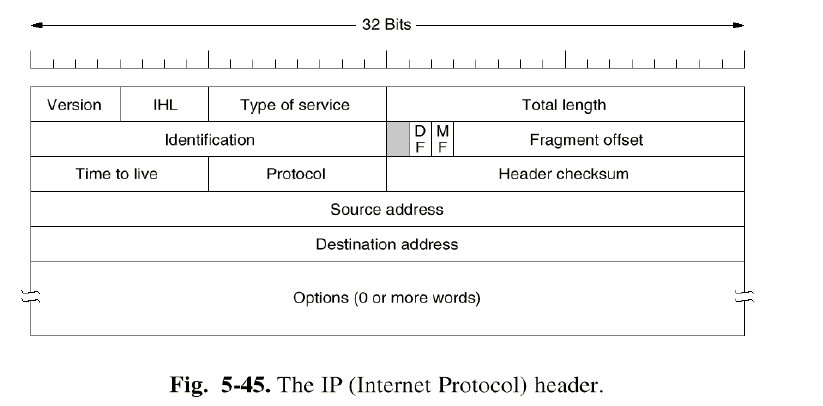 32 Bits
Version IHL Type of service Total length
Identification D F M F Fragment offset
Time to live Protocol Header checksum
Source address
Destination address
Options (0 or more words)
Fig. 5-45. The IP (Internet Protocol) header.